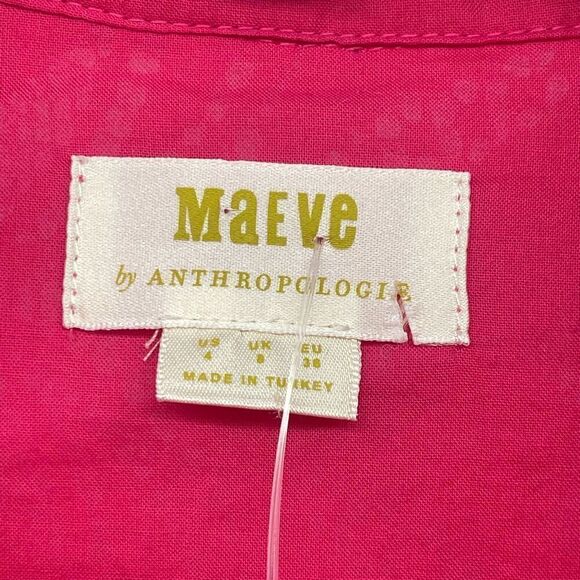 MaEve
by ANTHROPOLOGIE
US UK EU
4 8 36
MADE IN TURKEY